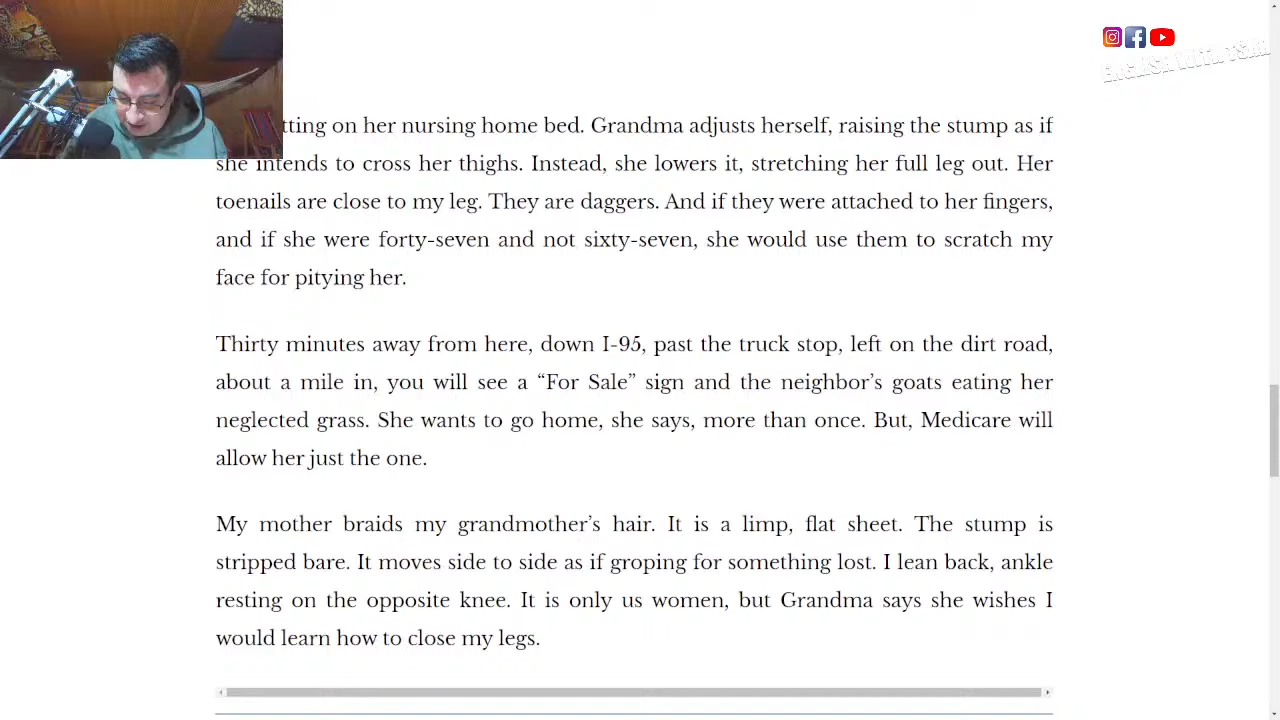 tting on her nursing home bed. Grandma adjusts herself, raising the stump as if
she intends to cross her thighs. Instead, she lowers it, stretching her full leg out. Her
toenails are close to my leg. They are daggers. And if they were attached to her fingers,
and if she were forty-seven and not sixty-seven, she would use them to scratch my
face for pitying her.
Thirty minutes away from here, down I-95, past the truck stop, left on the dirt road,
about a mile in, you will see a “For Sale” sign and the neighbor’s goats eating her
neglected grass. She wants to go home, she says, more than once. But, Medicare will
allow her just the one.
My mother braids my grandmother’s hair. It is a limp, flat sheet. The stump is
stripped bare. It moves side to side as if groping for something lost. I lean back, ankle
resting on the opposite knee. It is only us women, but Grandma says she wishes I
would learn how to close my legs.
ENGLISH WITH